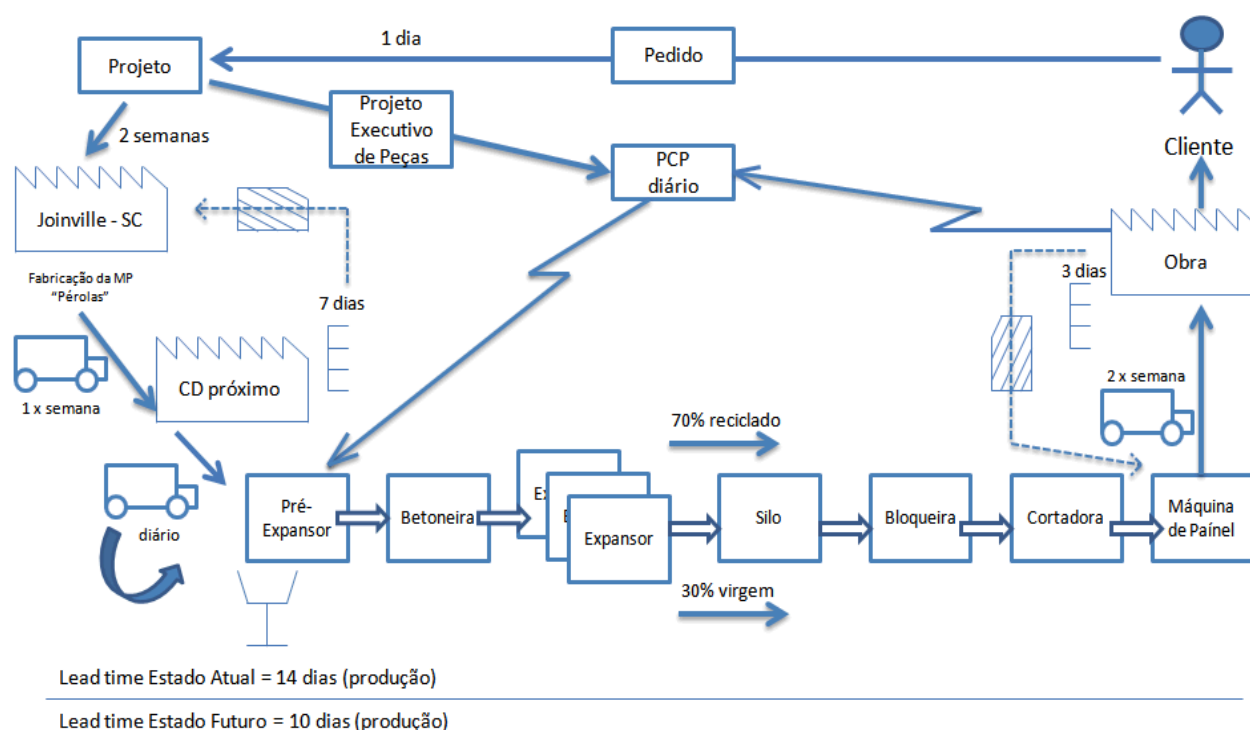 1 dia
Pedido
Projeto
Projeto
Executivo
de Peças
2 semanas
PCP
diário
Cliente
Joinville - SC
Obra
3 dias
Fabricação da MP
“Pérolas”
7 dias
CD próximo
1 x semana
2 x semana
70% reciclado
diário
Pré-
Expansor
Betoneira
Ex
E
Expansor
Silo
Bloqueira
Cortadora
Máquina
de Paínel
30% virgem
Lead time Estado Atual = 14 dias (produção)
Lead time Estado Futuro = 10 dias (produção)